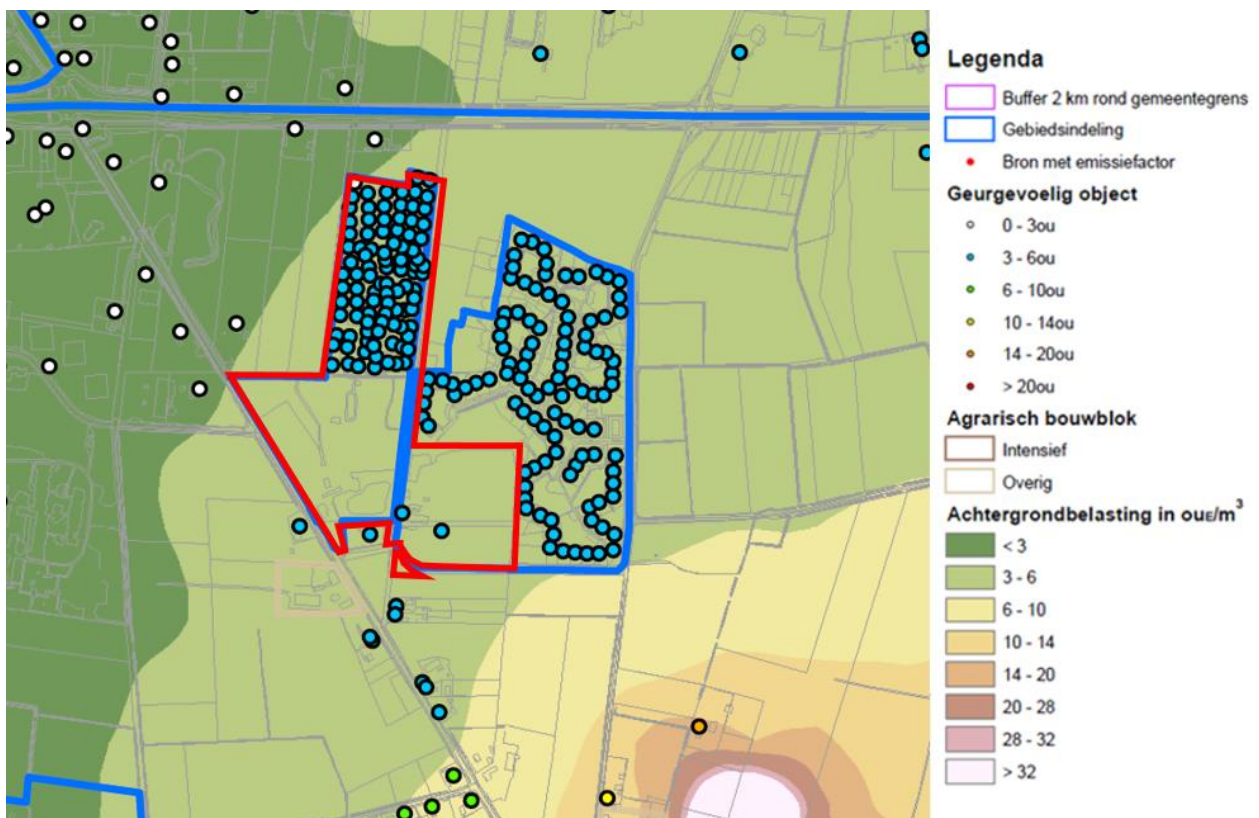 Legenda
Buffer 2 km rond gemeentegrens
Gebiedsindeling
Bron met emissiefactor
Geurgevoelig object
0 - 3ou
3 - 6ou
6 - 10ou
10 - 14ou
14 - 20ou
> 20ou
Agrarisch bouwblok
Intensief
Overig
Achtergrondbelasting in ouE/m³
< 3
3 - 6
6 - 10
10 - 14
14 - 20
20 - 28
28 - 32
> 32